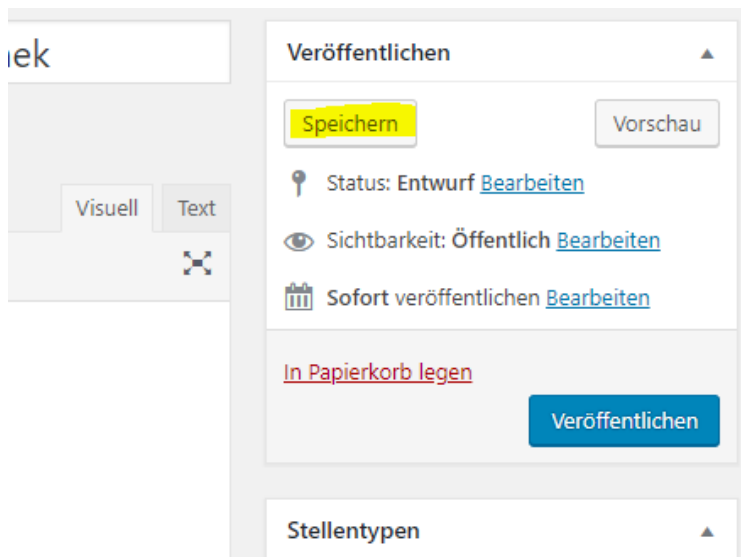 ek
Veröffentlichen
Speichern
Vorschau
Status: Entwurf Bearbeiten
Visuell Text
Sichtbarkeit: Öffentlich Bearbeiten
Sofort veröffentlichen Bearbeiten
In Papierkorb legen
Veröffentlichen
Stellentypen